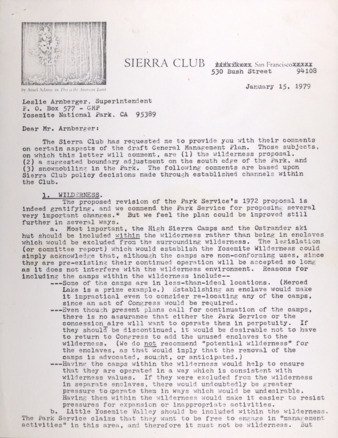 SIERRA CLUB San Francisco
530 Bush Street 94108
January 15, 1979
Leslie Arnberger, Superintendent
P. O. Box 577 - GMP
Yosemite National Park, CA 95389
Dear Mr. Arnberger:
The Sierra Club has requested me to provide you with their comments
on certain aspects of the draft General Management Plan. Those subjects,
on which this letter will comment, are (1) the wilderness proposal,
(2) a suggested boundary adjustment on the south edge of the Park, and
(3) snowmobiling in the Park. The following comments are based upon
Sierra Club policy decisions made through established channels within
the Club.
1. WILDERNESS.
The proposed revision of the Park Service's 1972 proposal is
indeed gratifying, and we commend the Park Service for proposing several
very important changes." But we feel the plan could be improved still
further in several ways.
a. Most important, the High Sierra Camps and the Ostrander ski
hut should be included within the wilderness rather than being in enclaves
which would be excluded from the surrounding wilderness. The legislation
(or committee report) which would establish the Yosemite Wilderness could
simply acknowledge that, although the camps are non-conforming uses, since
they are pre-existing their continued operation will be accepted so long
as it does not interfere with the wilderness environment. Reasons for
including the camps within the wilderness include--
---Some of the camps are in less-than-ideal locations. (Merced
Lake is a prime example.) Establishing an enclave would make
it impractical even to consider re-locating any of the camps,
since an Act of Congress would be required.
---Even though present plans call for continuation of the camps,
there is no assurance that either the Park Service or the
concession aire will want to operate them in perpetuity. If
they should be discontinued, it would be desirable not to have
to return to Congress to add the unused enclaves to the
wilderness. (We do not recommend "potential wilderness" for
the enclaves, as that would imply that the removal of the
camps is advocated, sought, or anticipated.)
---Having the camps within the wilderness would help to ensure
that they are operated in a way which is consistent with
wilderness values. If they were excluded from the wilderness
in separate enclaves, there would undoubtedly be greater
pressure to operate them in ways which would be undesirable.
Having them within the wilderness would make it easier to resist
pressures for expansion or inappropriate activities.
b. Little Yosemite Valley should be included within the wilderness.
The Park Service claims that they want to be free to engage in "management
activities" in this area, and therefore it must not be wilderness. But